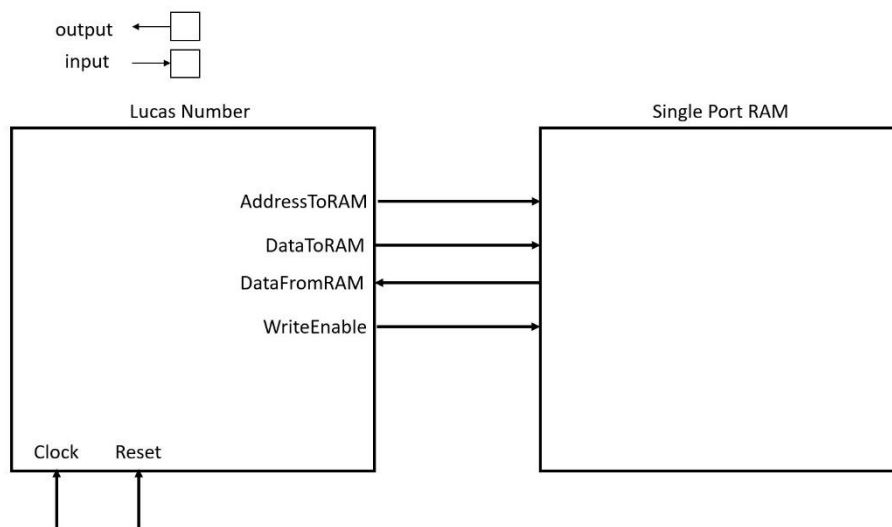 output
input
Lucas Number
Single Port RAM
AddressToRAM
DataToRAM
DataFromRAM
WriteEnable
Clock Reset